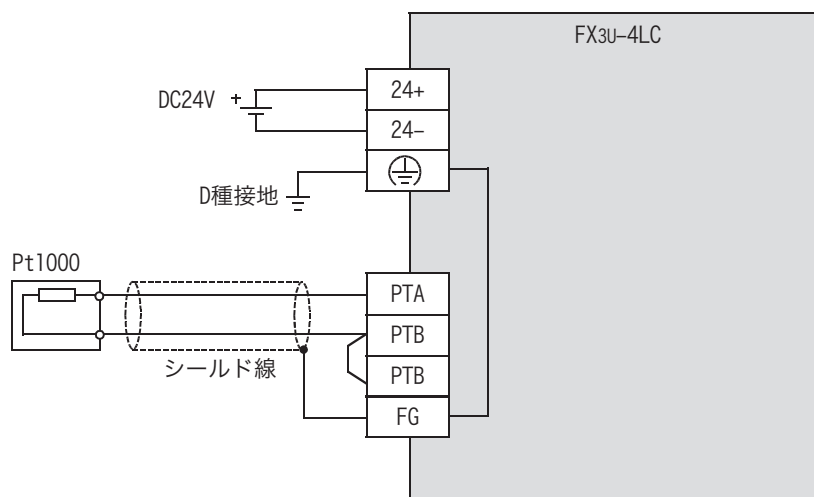 FX3U-4LC
24+
DC24V +
24-
D種接地
Pt1000
PTA
PTB
シールド線
PTB
FG